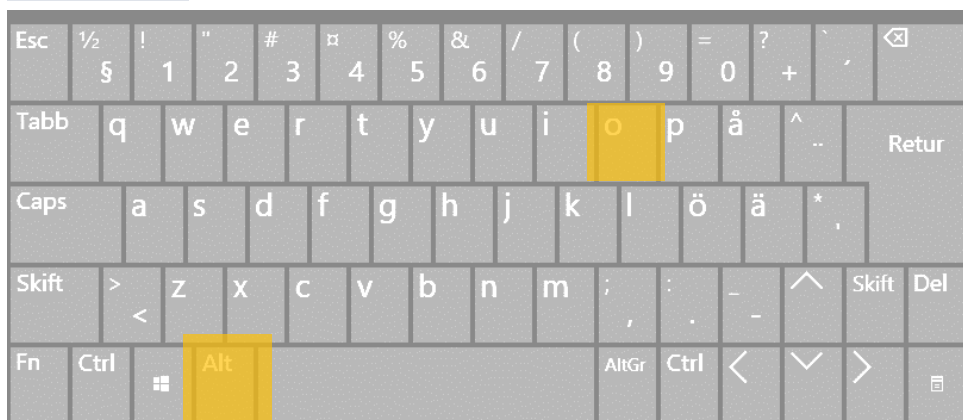 Esc ½ § ! 1 " 2 # 3 ¤ 4 % 5 & 6 / 7 ( 8 ) 9 = 0 ? + ` ´
Tabb q w e r t y u i o p å ^ ¨ Retur
Caps a s d f g h j k l ö ä * '
Skift > < z x c v b n m ; , : . _ - Skift Del
Fn Ctrl Alt AltGr Ctrl